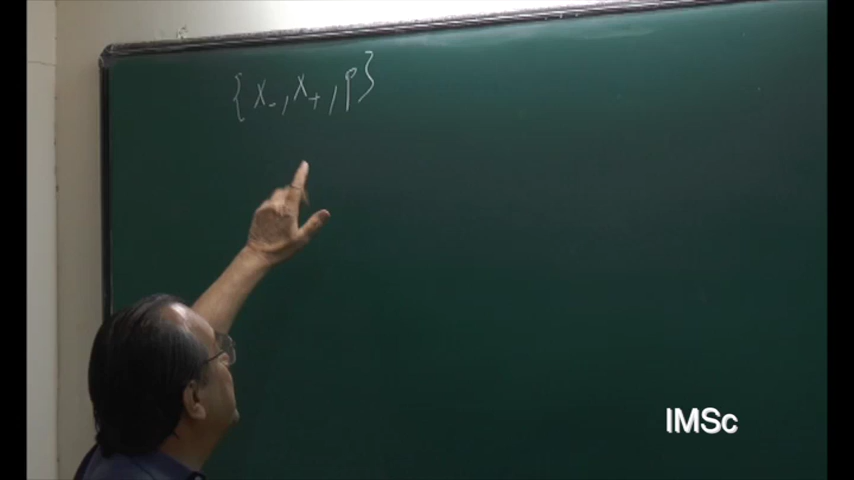 {x₋, x₊, φ}
IMSc